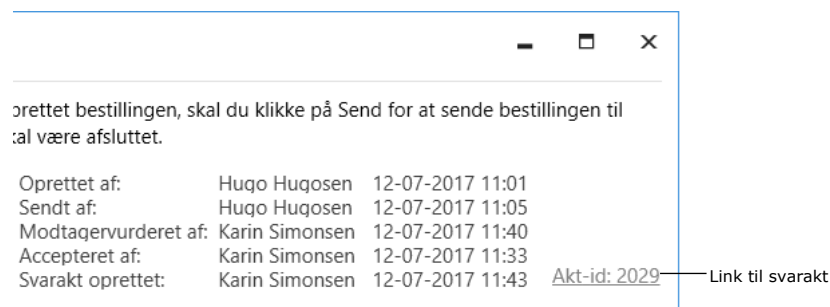 oprettet bestillingen, skal du klikke på Send for at sende bestillingen til
kal være afsluttet.
Oprettet af: Hugo Hugosen 12-07-2017 11:01
Sendt af: Hugo Hugosen 12-07-2017 11:05
Modtagervurderet af: Karin Simonsen 12-07-2017 11:40
Accepteret af: Karin Simonsen 12-07-2017 11:33
Svarakt oprettet: Karin Simonsen 12-07-2017 11:43 Akt-id: 2029 Link til svarakt